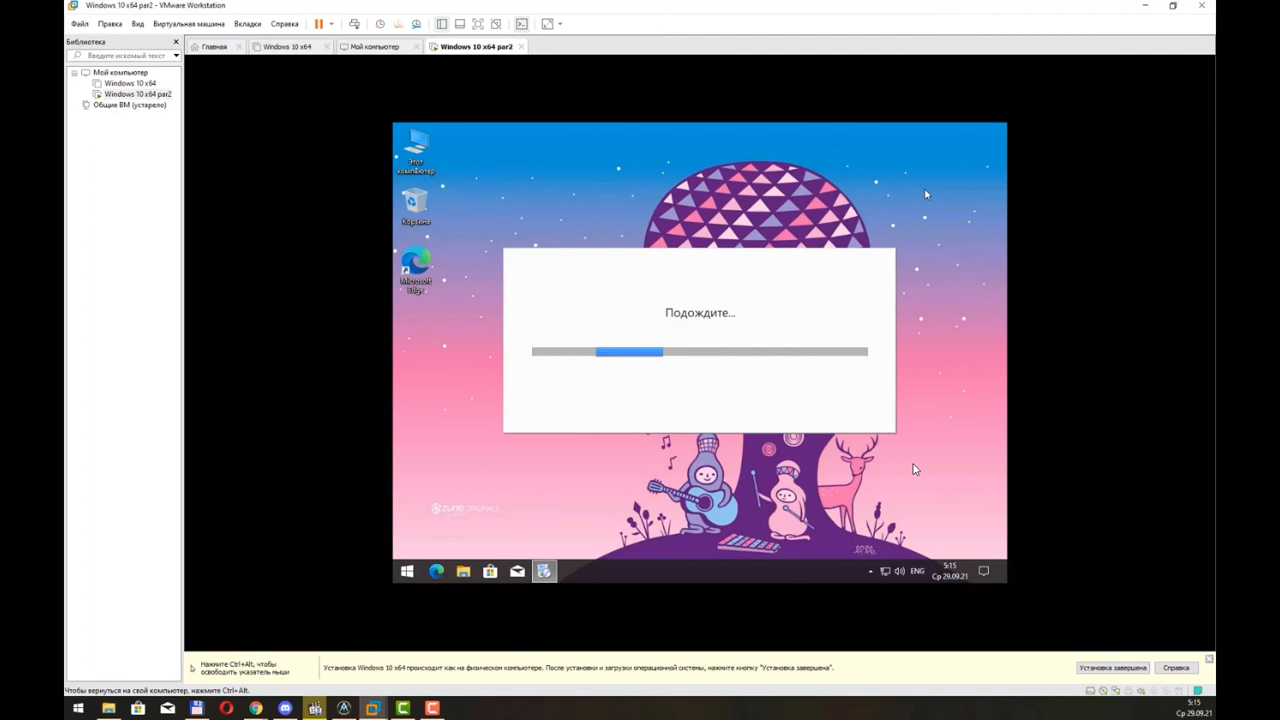 Windows 10 x64 par2 - VMware Workstation
Файл Правка Вид Виртуальная машина Вкладки Справка
Библиотека
Введите искомый текст
Мой компьютер
Windows 10 x64
Windows 10 x64 par2
Общие ВМ (устарело)
Главная
Windows 10 x64
Мой компьютер
Windows 10 x64 par2
Этот
компьютер
Корзина
Microsoft
Edge
Подождите...
zune ORIGINALS
ENG
5:15
Ср 29.09.21
Нажмите Ctrl+Alt, чтобы
освободить указатель мыши
Установка Windows 10 x64 происходит как на физическом компьютере. После установки и загрузки операционной системы, нажмите кнопку "Установка завершена".
Установка завершена
Справка
Чтобы вернуться на свой компьютер, нажмите Ctrl+Alt.
5:15
Ср 29.09.21